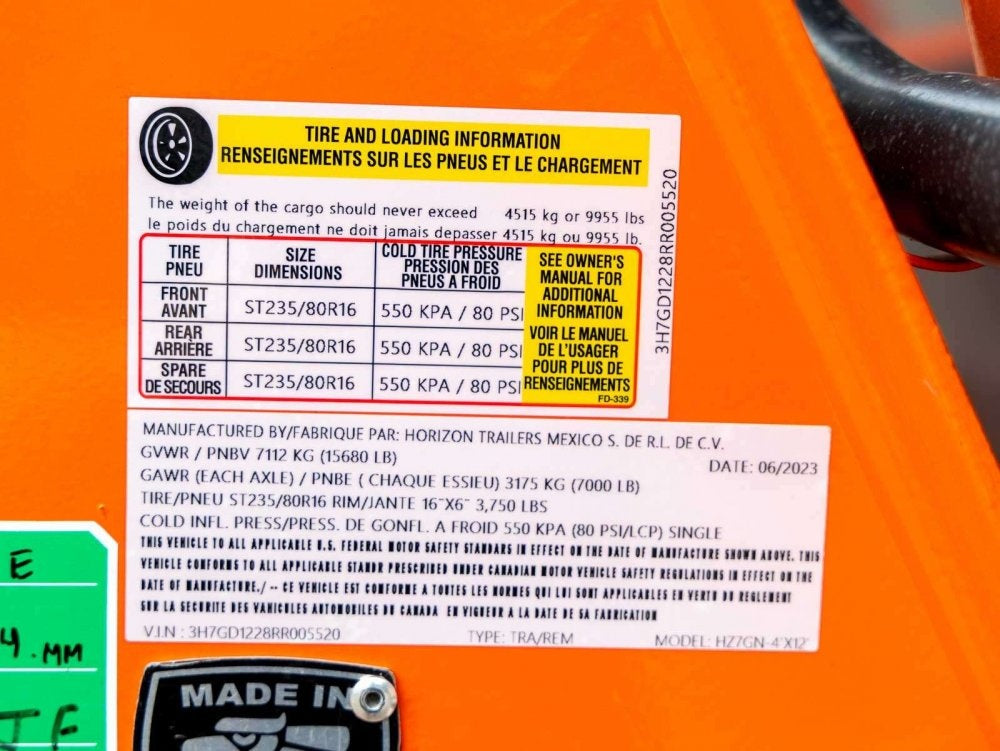 TIRE AND LOADING INFORMATION
RENSEIGNEMENTS SUR LES PNEUS ET LE CHARGEMENT
The weight of the cargo should never exceed 4515 kg or 9955 lbs
le poids du chargement ne doit jamais depasser 4515 kg ou 9955 lb.
TIRE
PNEU
SIZE
DIMENSIONS
COLD TIRE PRESSURE
PRESSION DES
PNEUS A FROID
FRONT
AVANT
ST235/80R16
550 KPA / 80 PSI
REAR
ARRIÈRE
ST235/80R16
550 KPA / 80 PSI
SPARE
DE SECOURS
ST235/80R16
550 KPA / 80 PSI
SEE OWNER'S
MANUAL FOR
ADDITIONAL
INFORMATION
VOIR LE MANUEL
DE L'USAGER
POUR PLUS DE
RENSEIGNEMENTS
FD-339
3H7GD1228RR005520
MANUFACTURED BY/FABRIQUE PAR: HORIZON TRAILERS MEXICO S. DE R.L. DE C.V.
GVWR / PNBV 7112 KG (15680 LB)
DATE: 06/2023
GAWR (EACH AXLE) / PNBE ( CHAQUE ESSIEU) 3175 KG (7000 LB)
TIRE/PNEU ST235/80R16 RIM/JANTE 16"X6" 3,750 LBS
COLD INFL. PRESS/PRESS. DE GONFL. A FROID 550 KPA (80 PSI/LCP) SINGLE
THIS VEHICLE TO ALL APPLICABLE U.S. FEDERAL MOTOR SAFETY STANDARS IN EFFECT ON THE DATE OF MANUFACTURE SHOWN ABOVE. THIS
VEHICLE CONFORMS TO ALL APPLICABLE STANDR PRESCRIBED UNDER CANADIAN MOTOR VEHICLE SAFETY REGULATIONS IN EFFECT ON THE
DATE OF MANUFACTURE./ -- CE VEHICLE EST CONFORME A TOUTES LES NORMES QUI LUI SONT APPLICABLES EN VERTU DU REGLEMENT
SUR LA SECURITE DES VAHICULES AUTOMOBILES DU CANADA EN VIGUEUR A LA DATE DE SA FABRICATION
V.I.N : 3H7GD1228RR005520
TYPE: TRA/REM
MODEL: HZ7GN-4'X12'
E
4.MM
MADE IN